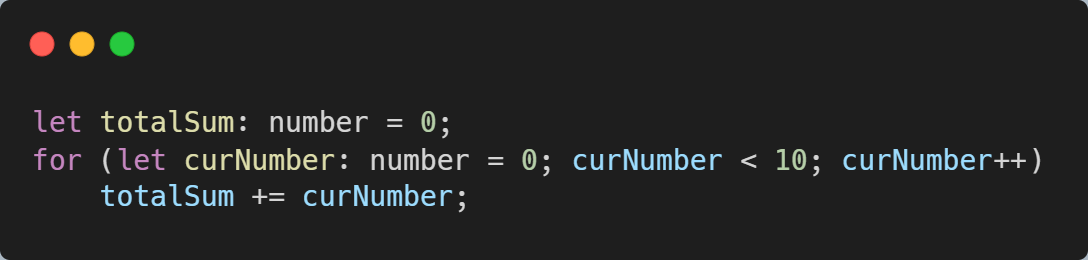 let totalSum: number = 0;
for (let curNumber: number = 0; curNumber < 10; curNumber++)
    totalSum += curNumber;